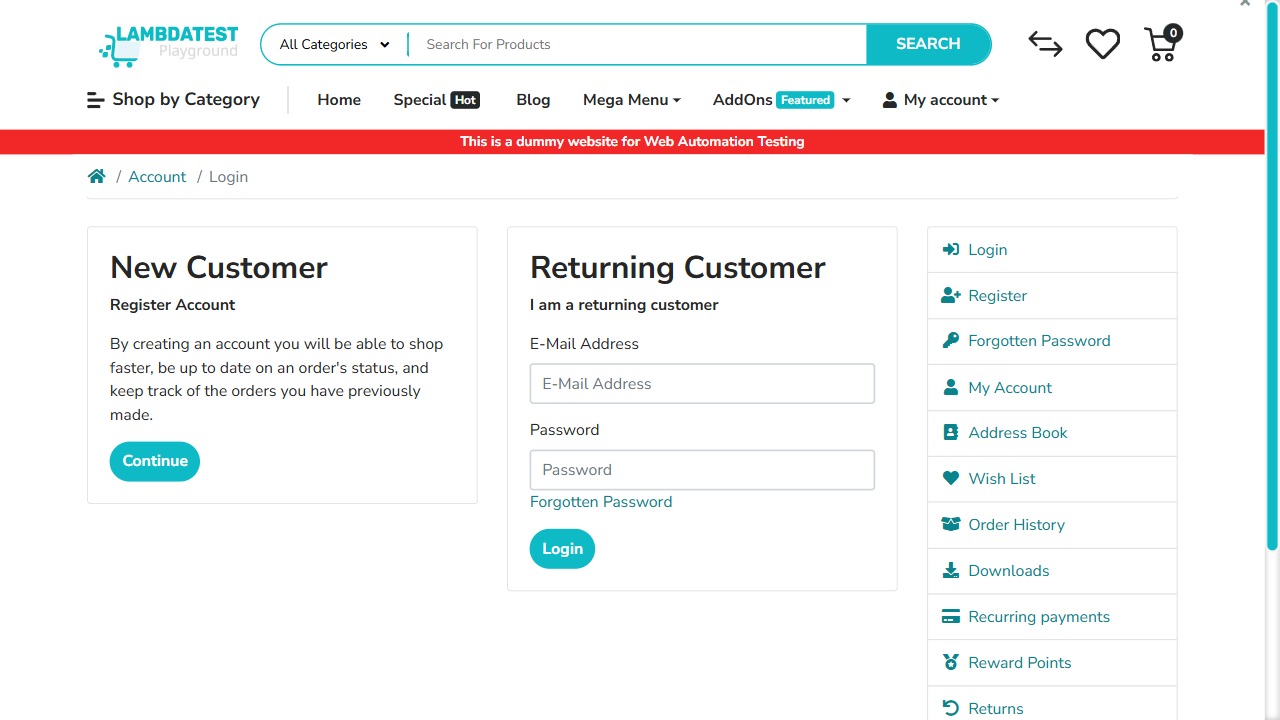 LAMBDATEST
Playground
All Categories
Search For Products
SEARCH
0
Shop by Category
Home
Special Hot
Blog
Mega Menu
AddOns Featured
My account
This is a dummy website for Web Automation Testing
/ Account / Login
New Customer
Register Account
By creating an account you will be able to shop
faster, be up to date on an order's status, and
keep track of the orders you have previously
made.
Continue
Returning Customer
I am a returning customer
E-Mail Address
E-Mail Address
Password
Password
Forgotten Password
Login
Login
Register
Forgotten Password
My Account
Address Book
Wish List
Order History
Downloads
Recurring payments
Reward Points
Returns